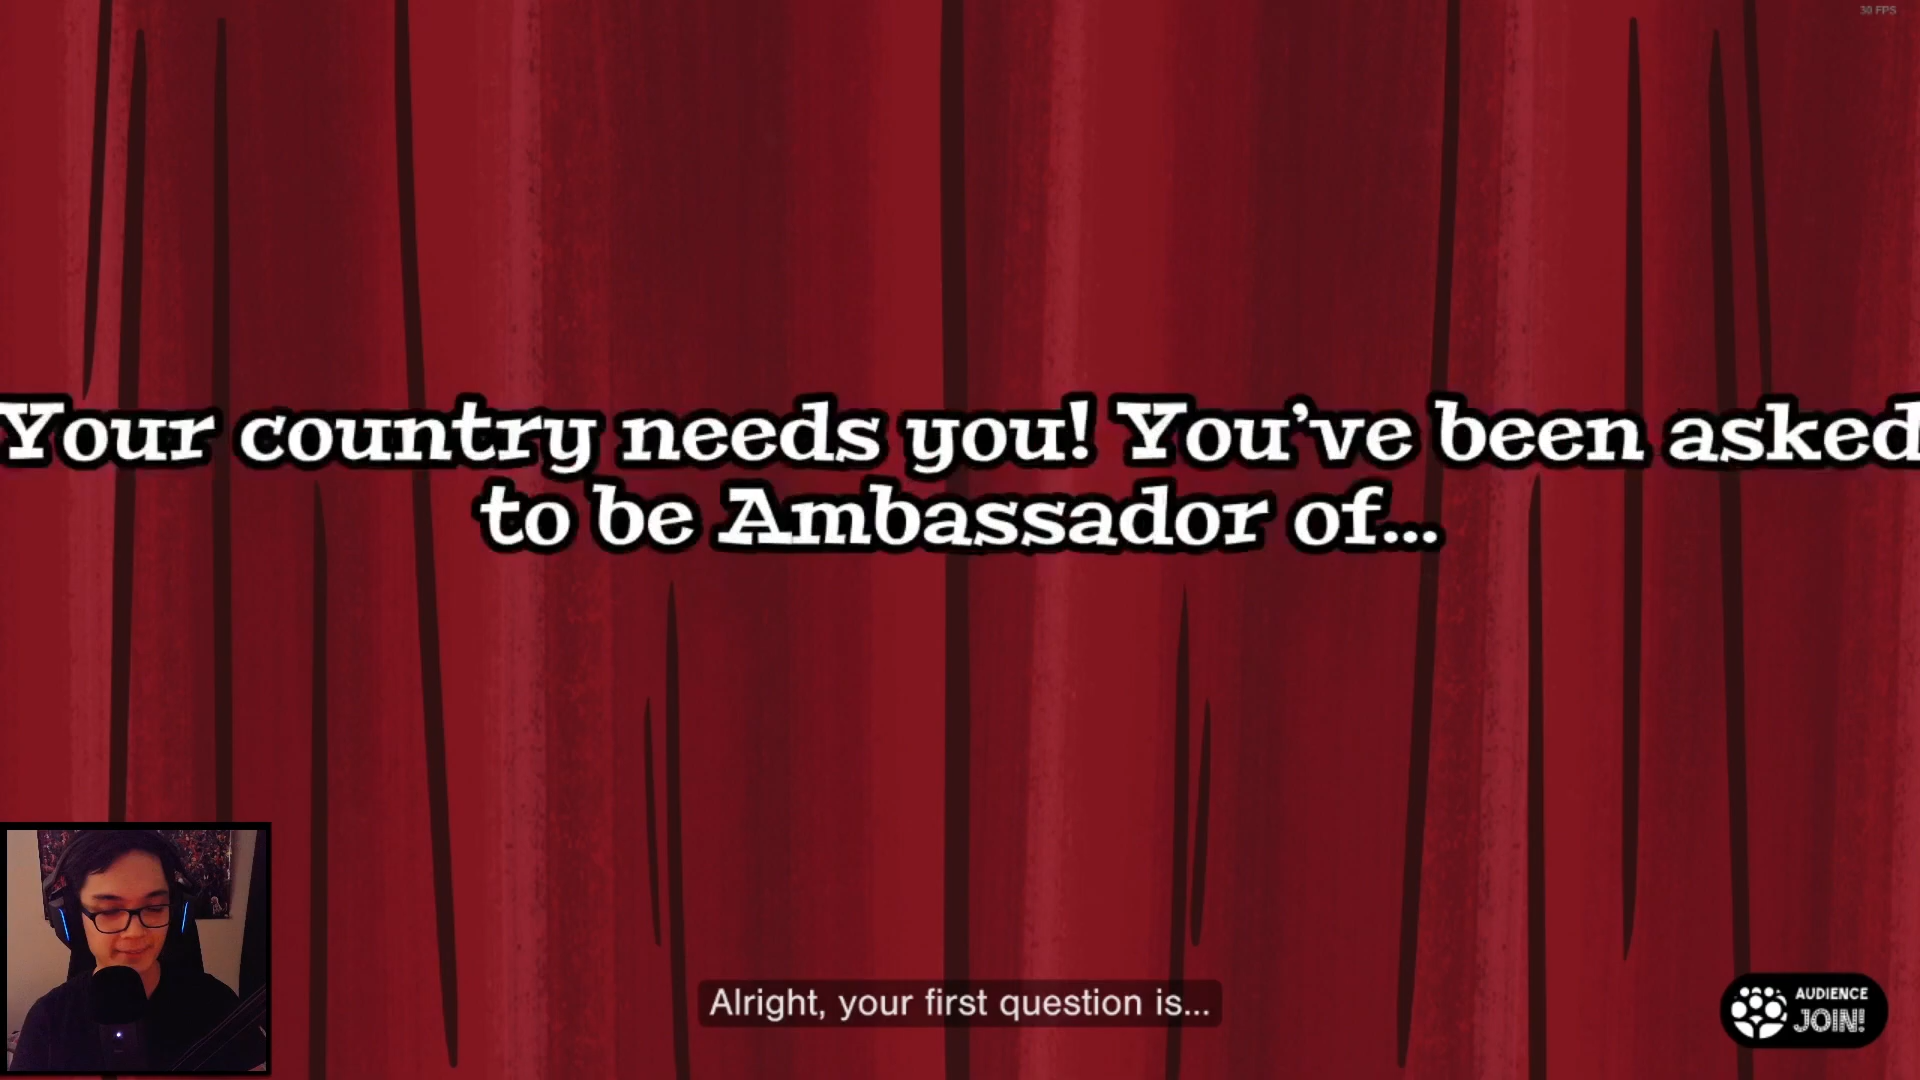 30 FPS
Your country needs you! You've been asked
to be Ambassador of...
Alright, your first question is...
AUDIENCE
JOIN!